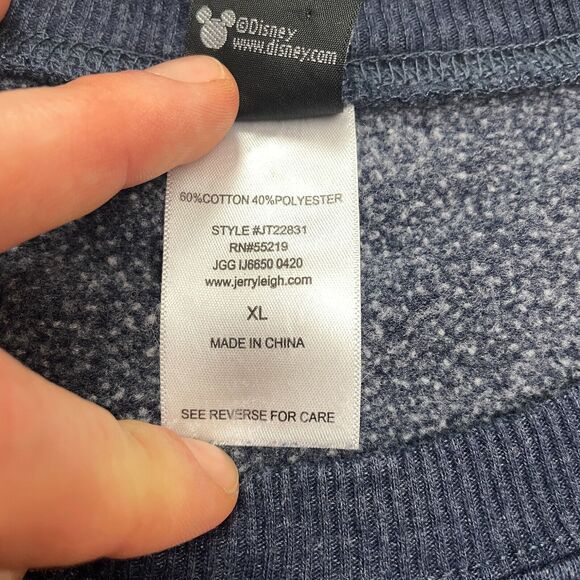 ©Disney
www.disney.com
60%COTTON 40%POLYESTER
STYLE #JT22831
RN#55219
JGG IJ6650 0420
www.jerryleigh.com
XL
MADE IN CHINA
SEE REVERSE FOR CARE